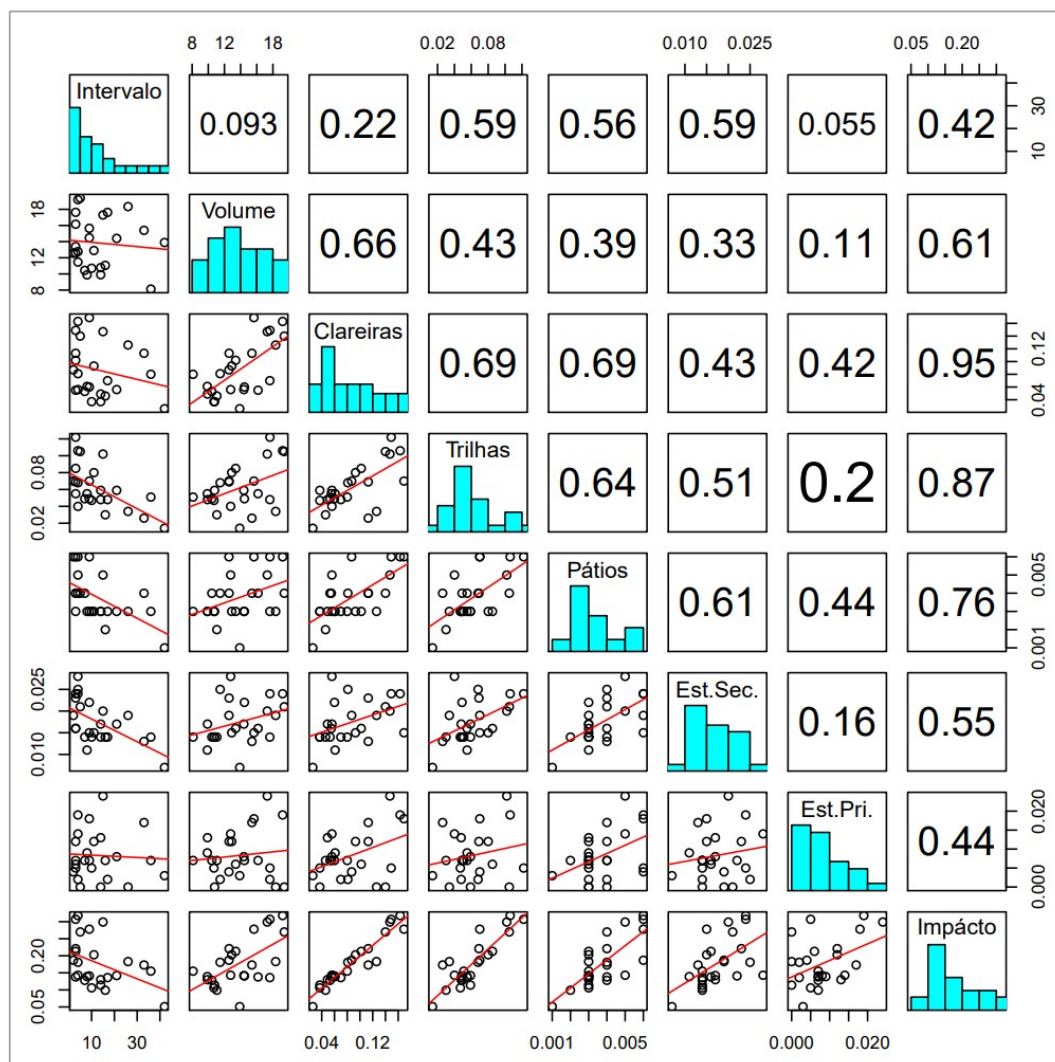 8 12 18 0.02 0.08 0.010 0.025 0.05 0.20
Intervalo 0.093 0.22 0.59 0.56 0.59 0.055 0.42 10 30
8 12 18 Volume 0.66 0.43 0.39 0.33 0.11 0.61
Clareiras 0.69 0.69 0.43 0.42 0.95 0.04 0.12
0.02 0.08 Trilhas 0.64 0.51 0.2 0.87
Pátios 0.61 0.44 0.76 0.001 0.005
0.010 0.025 Est.Sec. 0.16 0.55
Est.Pri. 0.44 0.000 0.020
0.05 0.20 Impácto
10 30 0.04 0.12 0.001 0.005 0.000 0.020